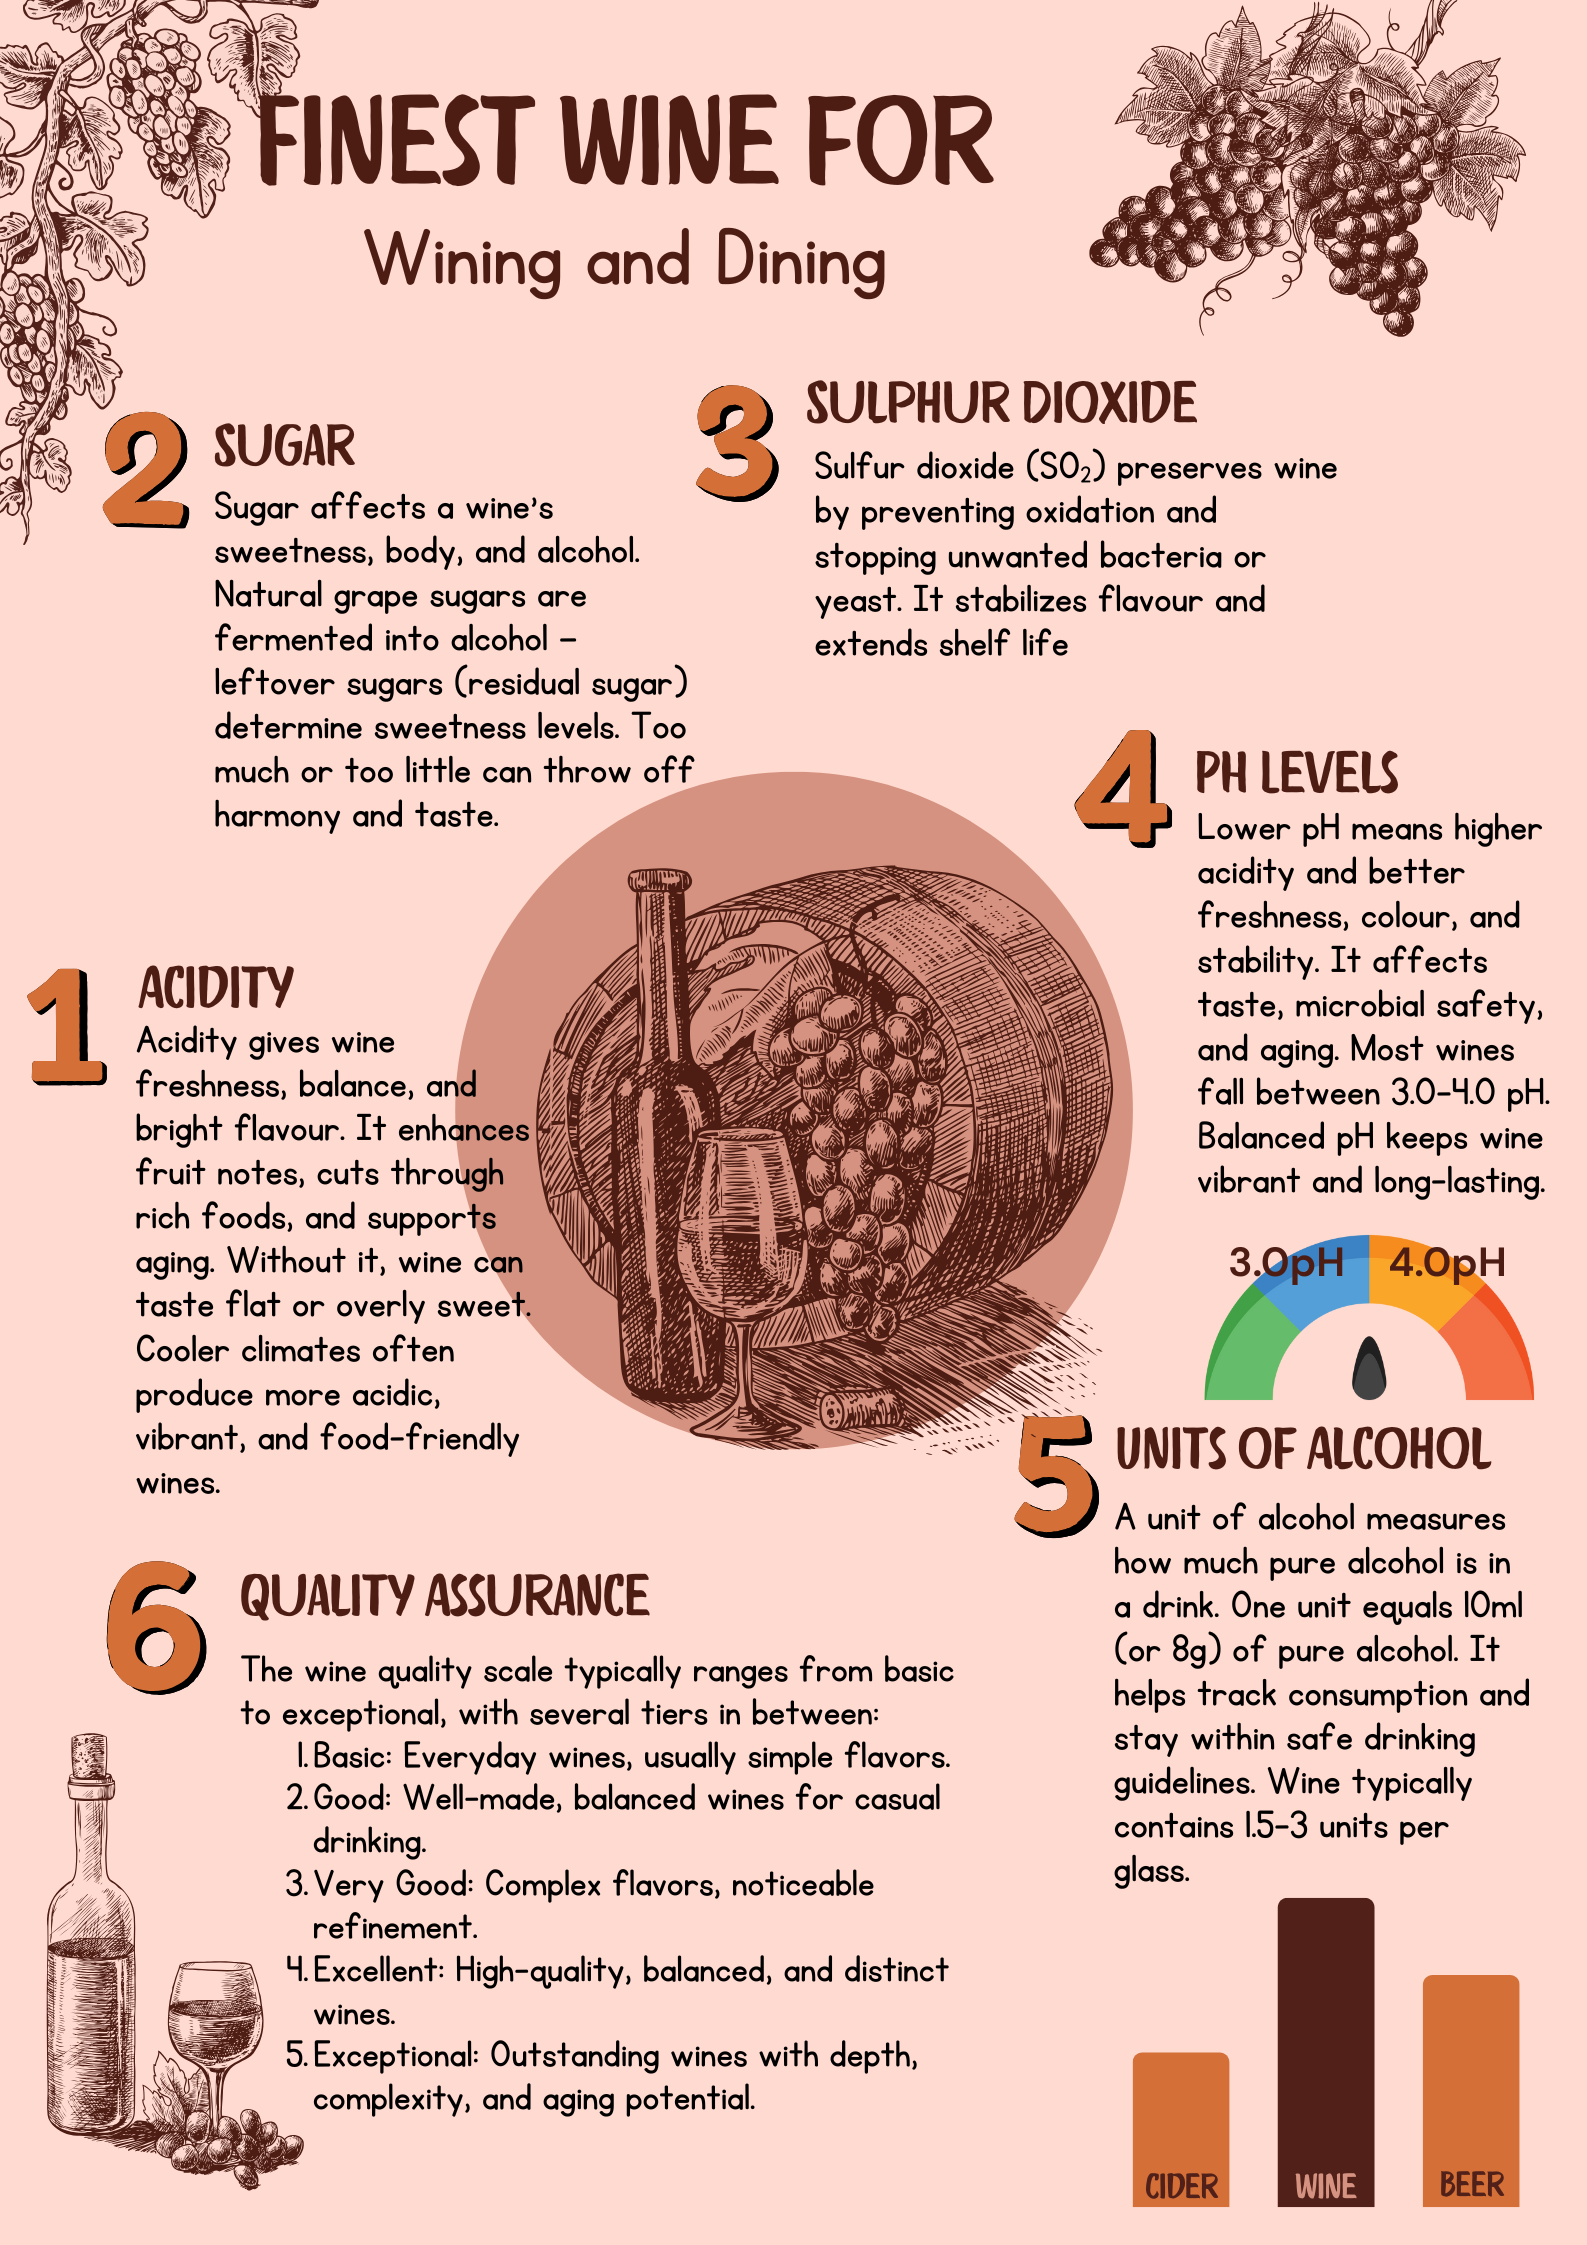 FINEST WINE FOR
Wining and Dining
1
ACIDITY
Acidity gives wine
freshness, balance, and
bright flavour. It enhances
fruit notes, cuts through
rich foods, and supports
aging. Without it, wine can
taste flat or overly sweet.
Cooler climates often
produce more acidic,
vibrant, and food-friendly
wines.
2
SUGAR
Sugar affects a wine's
sweetness, body, and alcohol.
Natural grape sugars are
fermented into alcohol –
leftover sugars (residual sugar)
determine sweetness levels. Too
much or too little can throw off
harmony and taste.
3
SULPHUR DIOXIDE
Sulfur dioxide (SO₂) preserves wine
by preventing oxidation and
stopping unwanted bacteria or
yeast. It stabilizes flavour and
extends shelf life
4
PH LEVELS
Lower pH means higher
acidity and better
freshness, colour, and
stability. It affects
taste, microbial safety,
and aging. Most wines
fall between 3.0–4.0 pH.
Balanced pH keeps wine
vibrant and long-lasting.
3.0pH 4.0pH
5
UNITS OF ALCOHOL
A unit of alcohol measures
how much pure alcohol is in
a drink. One unit equals 10ml
(or 8g) of pure alcohol. It
helps track consumption and
stay within safe drinking
guidelines. Wine typically
contains 1.5–3 units per
glass.
CIDER WINE BEER
6
QUALITY ASSURANCE
The wine quality scale typically ranges from basic
to exceptional, with several tiers in between:
1. Basic: Everyday wines, usually simple flavors.
2. Good: Well-made, balanced wines for casual
drinking.
3. Very Good: Complex flavors, noticeable
refinement.
4. Excellent: High-quality, balanced, and distinct
wines.
5. Exceptional: Outstanding wines with depth,
complexity, and aging potential.